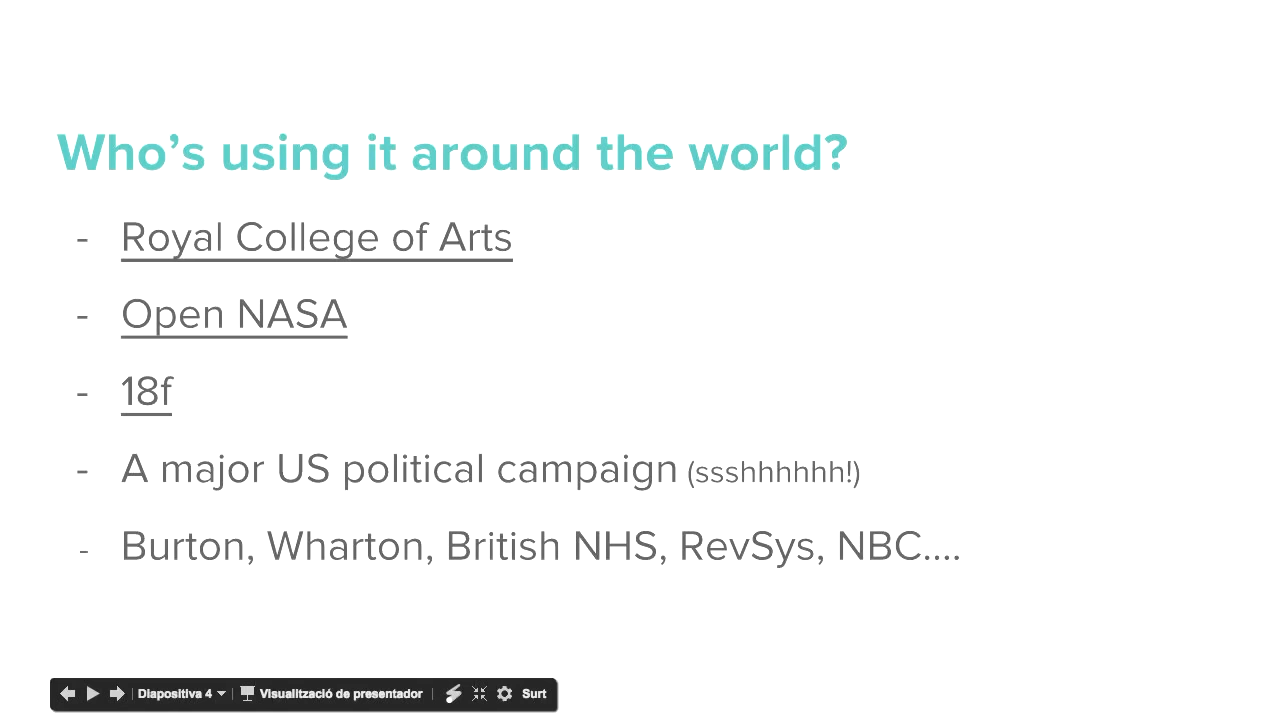 Who’s using it around the world?
- Royal College of Arts
- Open NASA
- 18f
- A major US political campaign (ssshhhhhh!)
- Burton, Wharton, British NHS, RevSys, NBC....
Diapositiva 4 Visualització de presentador Surt